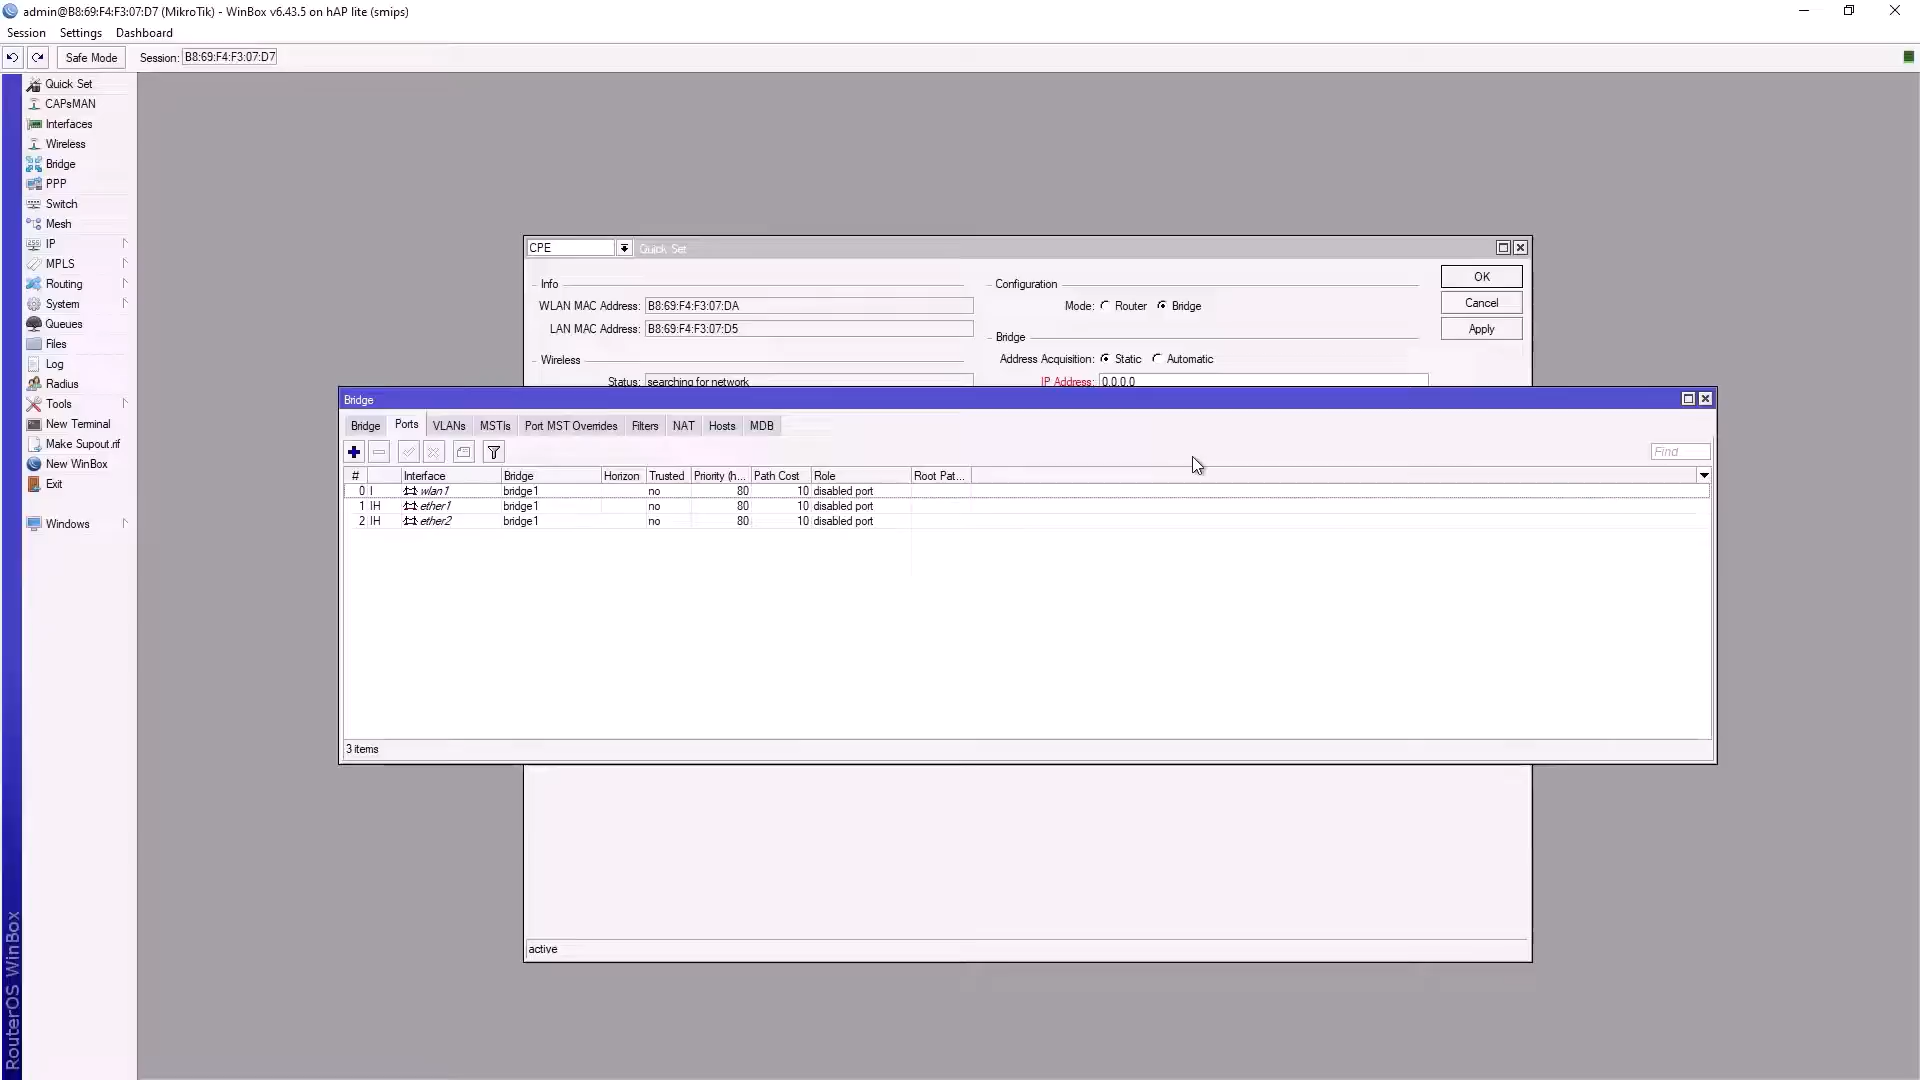 admin@B8:69:F4:F3:07:D7 (MikroTik) - WinBox v6.43.5 on hAP lite (smips)
Session Settings Dashboard
Safe Mode Session: B8:69:F4:F3:07:D7
Quick Set
CAPsMAN
Interfaces
Wireless
Bridge
PPP
Switch
Mesh
IP
MPLS
Routing
System
Queues
Files
Log
Radius
Tools
New Terminal
Make Supout.rif
New WinBox
Exit
Windows
RouterOS WinBox
CPE Quick Set
Info
WLAN MAC Address: B8:69:F4:F3:07:DA
LAN MAC Address: B8:69:F4:F3:07:D5
Wireless
Status: searching for network
Configuration
Mode: Router Bridge
Bridge
Address Acquisition: Static Automatic
IP Address: 0.0.0.0
OK
Cancel
Apply
Bridge
Bridge Ports VLANs MSTIs Port MST Overrides Filters NAT Hosts MDB
Find
# Interface Bridge Horizon Trusted Priority (h... Path Cost Role Root Pat...
0 I wlan1 bridge1 no 80 10 disabled port
1 IH ether1 bridge1 no 80 10 disabled port
2 IH ether2 bridge1 no 80 10 disabled port
3 items
active